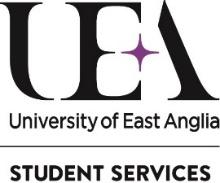 UEA
University of East Anglia
STUDENT SERVICES